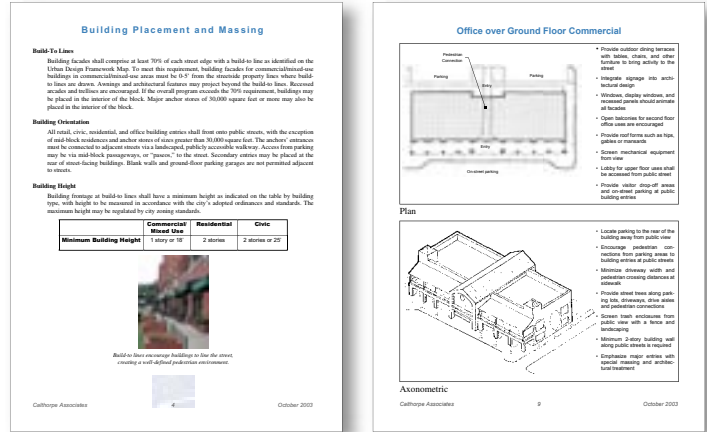 Building Placement and Massing
Build-To Lines
Building facades shall comprise at least 70% of each street edge with a build-to line as identified on the
Urban Design Framework Map. To meet this requirement, building facades for commercial/mixed-use
buildings in commercial/mixed-use areas must be 0-5' from the streetside property lines where build-
to lines are drawn. Awnings and architectural features may project beyond the build-to lines. Recessed
arcades and trellises are encouraged. If the overall program exceeds the 70% requirement, buildings may
be placed in the interior of the block. Major anchor stores of 30,000 square feet or more may also be
placed in the interior of the block.
Building Orientation
All retail, civic, residential, and office building entries shall front onto public streets, with the exception
of mid-block residences and anchor stores of sizes greater than 30,000 square feet. The anchors' entrances
must be connected to adjacent streets via a landscaped, publicly accessible walkway. Access from parking
may be via mid-block passageways, or "paseos," to the street. Secondary entries may be placed at the
rear of street-facing buildings. Blank walls and ground-floor parking garages are not permitted adjacent
to streets.
Building Height
Building frontage at build-to lines shall have a minimum height as indicated on the table by building
type, with height to be measured in accordance with the city's adopted ordinances and standards. The
maximum height may be regulated by city zoning standards.
Commercial/ Mixed Use Residential Civic
Minimum Building Height 1 story or 18' 2 stories 2 stories or 25'
Build-to lines encourage buildings to line the street,
creating a well-defined pedestrian environment.
Calthorpe Associates 4 October 2003
Office over Ground Floor Commercial
Pedestrian
Connection
Parking
Parking
Entry
Entry
On-street parking
• Provide outdoor dining terraces
with tables, chairs, and other
furniture to bring activity to the
street
• Integrate signage into archi-
tectural design
• Windows, display windows, and
recessed panels should animate
all facades
• Open balconies for second floor
office uses are encouraged
• Provide roof forms such as hips,
gables or mansards
• Screen mechanical equipment
from view
• Lobby for upper floor uses shall
be accessed from public street
• Provide visitor drop-off areas
and on-street parking at public
building entries
Plan
• Locate parking to the rear of the
building away from public view
• Encourage pedestrian con-
nections from parking areas to
building entries at public streets
• Minimize driveway width and
pedestrian crossing distances at
sidewalk
• Provide street trees along park-
ing lots, driveways, drive aisles
and pedestrian connections
• Screen trash enclosures from
public view with a fence and
landscaping
• Minimum 2-story building wall
along public streets is required
• Emphasize major entries with
special massing and architec-
tural treatment
Axonometric
Calthorpe Associates 9 October 2003